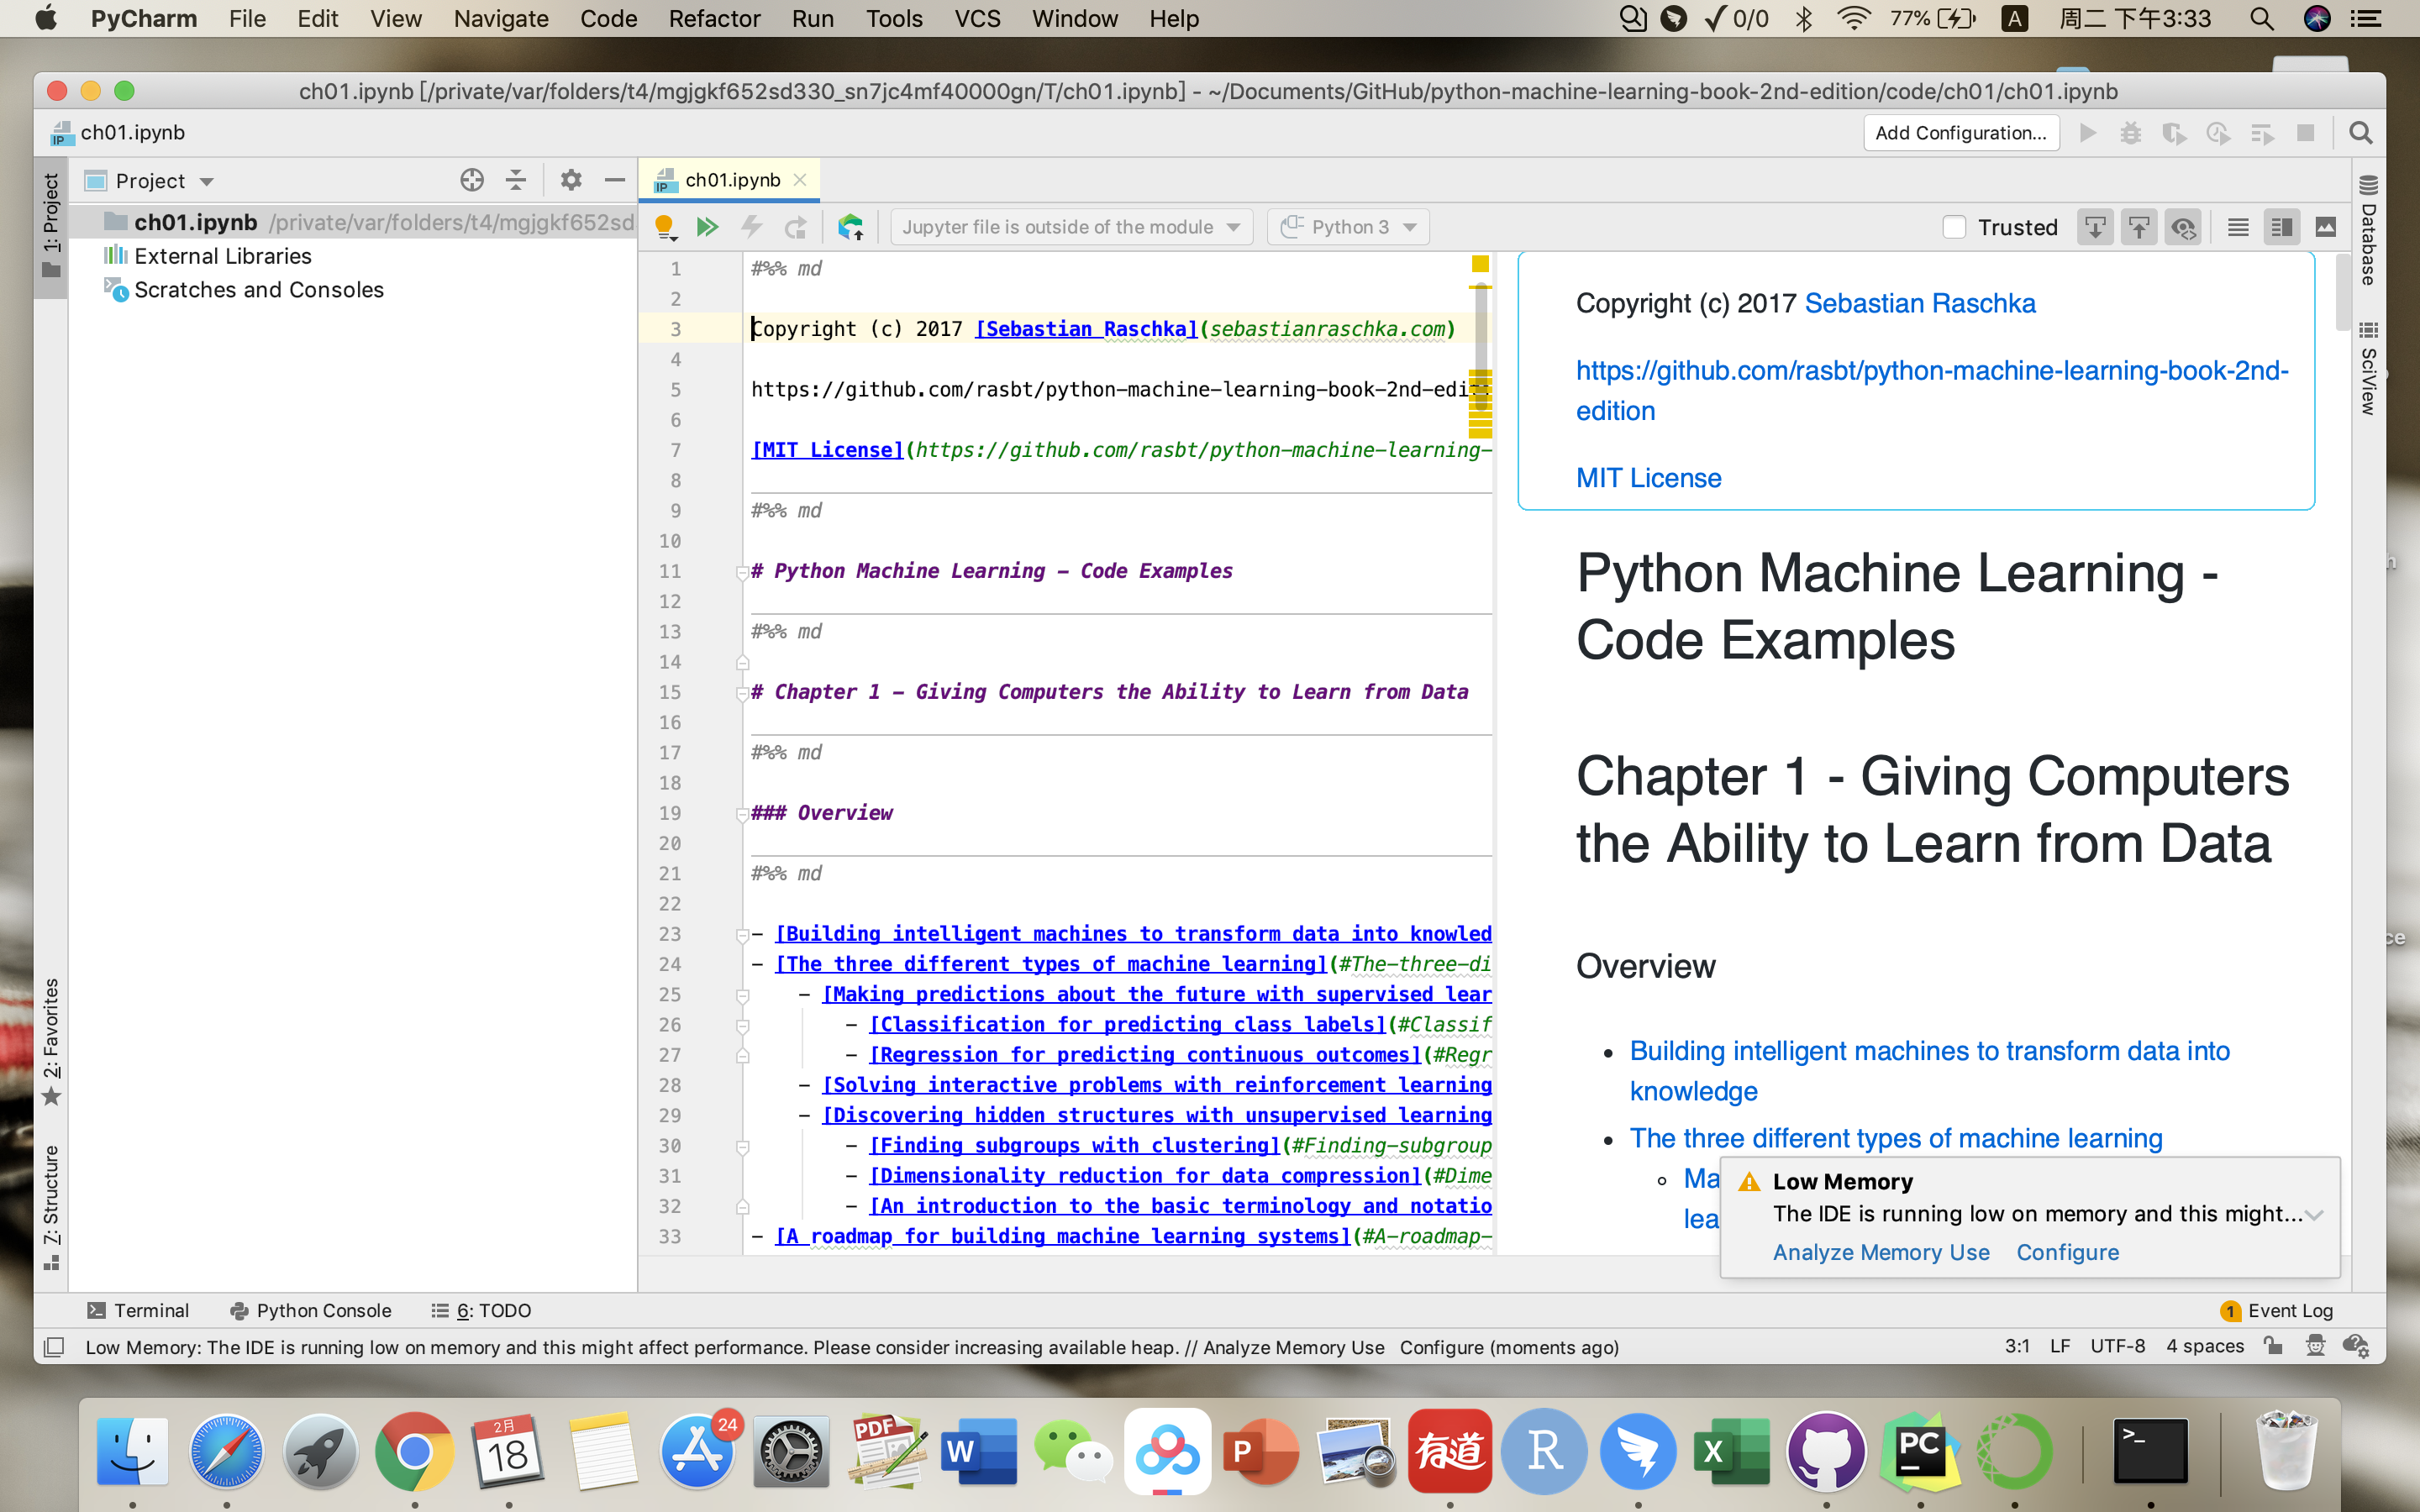 PyCharm File Edit View Navigate Code Refactor Run Tools VCS Window Help 0/0 77% A 周二 下午3:33
ch01.ipynb [/private/var/folders/t4/mgjgkf652sd330_sn7jc4mf40000gn/T/ch01.ipynb] - ~/Documents/GitHub/python-machine-learning-book-2nd-edition/code/ch01/ch01.ipynb
IP ch01.ipynb Add Configuration...
1: Project
2: Favorites
7: Structure
Project
ch01.ipynb /private/var/folders/t4/mgjgkf652sd
External Libraries
Scratches and Consoles
IP ch01.ipynb
Jupyter file is outside of the module Python 3 Trusted
1 #%% md
2
3 Copyright (c) 2017 [Sebastian Raschka](sebastianraschka.com)
4
5 https://github.com/rasbt/python-machine-learning-book-2nd-edit
6
7 [MIT License](https://github.com/rasbt/python-machine-learning-
8
9 #%% md
10
11 # Python Machine Learning - Code Examples
12
13 #%% md
14
15 # Chapter 1 - Giving Computers the Ability to Learn from Data
16
17 #%% md
18
19 ### Overview
20
21 #%% md
22
23 - [Building intelligent machines to transform data into knowled
24 - [The three different types of machine learning](#The-three-di
25 - [Making predictions about the future with supervised lear
26 - [Classification for predicting class labels](#Classif
27 - [Regression for predicting continuous outcomes](#Regr
28 - [Solving interactive problems with reinforcement learning
29 - [Discovering hidden structures with unsupervised learning
30 - [Finding subgroups with clustering](#Finding-subgroup
31 - [Dimensionality reduction for data compression](#Dime
32 - [An introduction to the basic terminology and notatio
33 - [A roadmap for building machine learning systems](#A-roadmap-
Copyright (c) 2017 Sebastian Raschka
https://github.com/rasbt/python-machine-learning-book-2nd-
edition
MIT License
Python Machine Learning -
Code Examples
Chapter 1 - Giving Computers
the Ability to Learn from Data
Overview
Building intelligent machines to transform data into
knowledge
The three different types of machine learning
Ma
lea
Low Memory
The IDE is running low on memory and this might...
Analyze Memory Use Configure
Database
SciView
Terminal Python Console 6: TODO 1 Event Log
Low Memory: The IDE is running low on memory and this might affect performance. Please consider increasing available heap. // Analyze Memory Use Configure (moments ago) 3:1 LF UTF-8 4 spaces
2月
18
24
PDF
W
P
有道
R
X
PC
>_